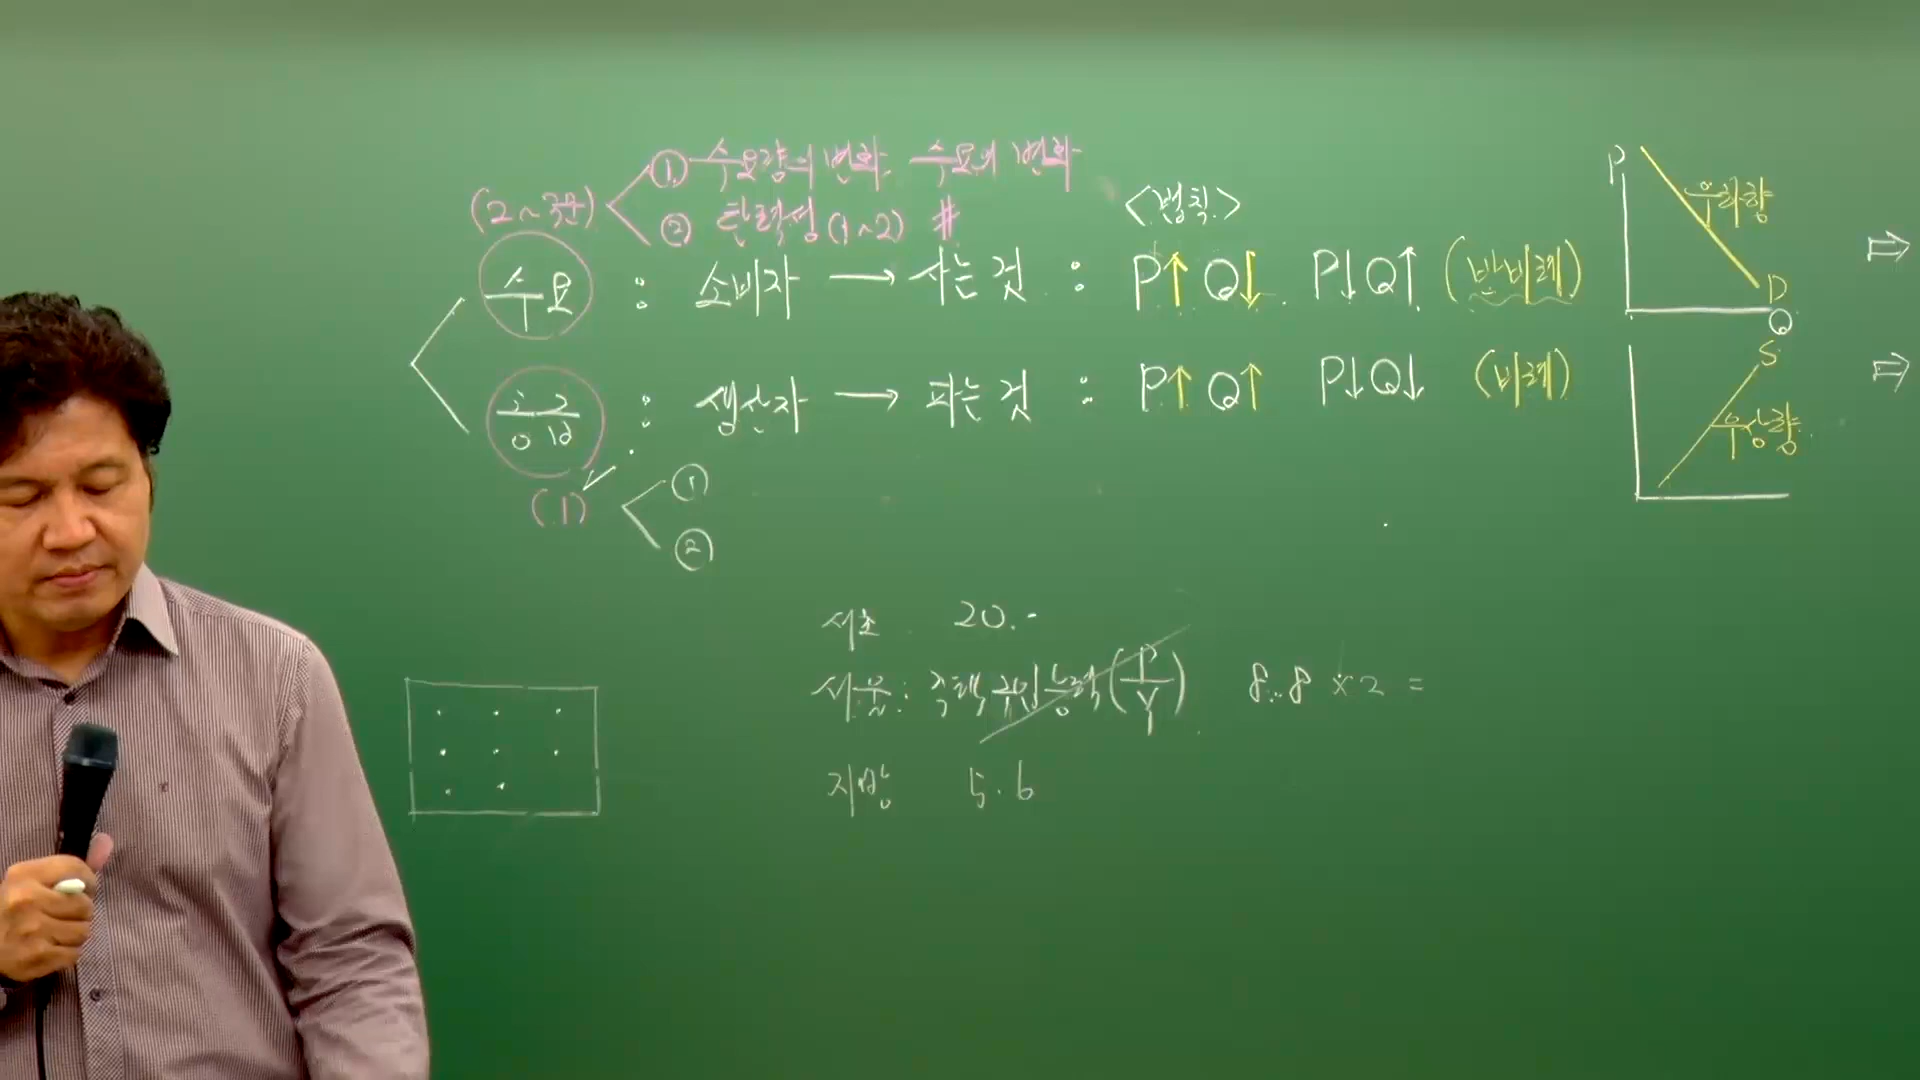 ① 수요량의 변화, 수요의 변화
(2~3문) ② 탄력성 (1~2) #
<법칙>
수요 : 소비자 → 사는 것 : P↑ Q↓. P↓ Q↑ (반비례)
공급 : 생산자 → 파는 것 : P↑ Q↑ P↓ Q↓ (비례)
(1) ①
②
P 우하향 D Q ⇨
S 우상향 ⇨
서초 20.-
서울 : 주택구입능력 (P/Y) 8.8 × 2 =
지방 5.6